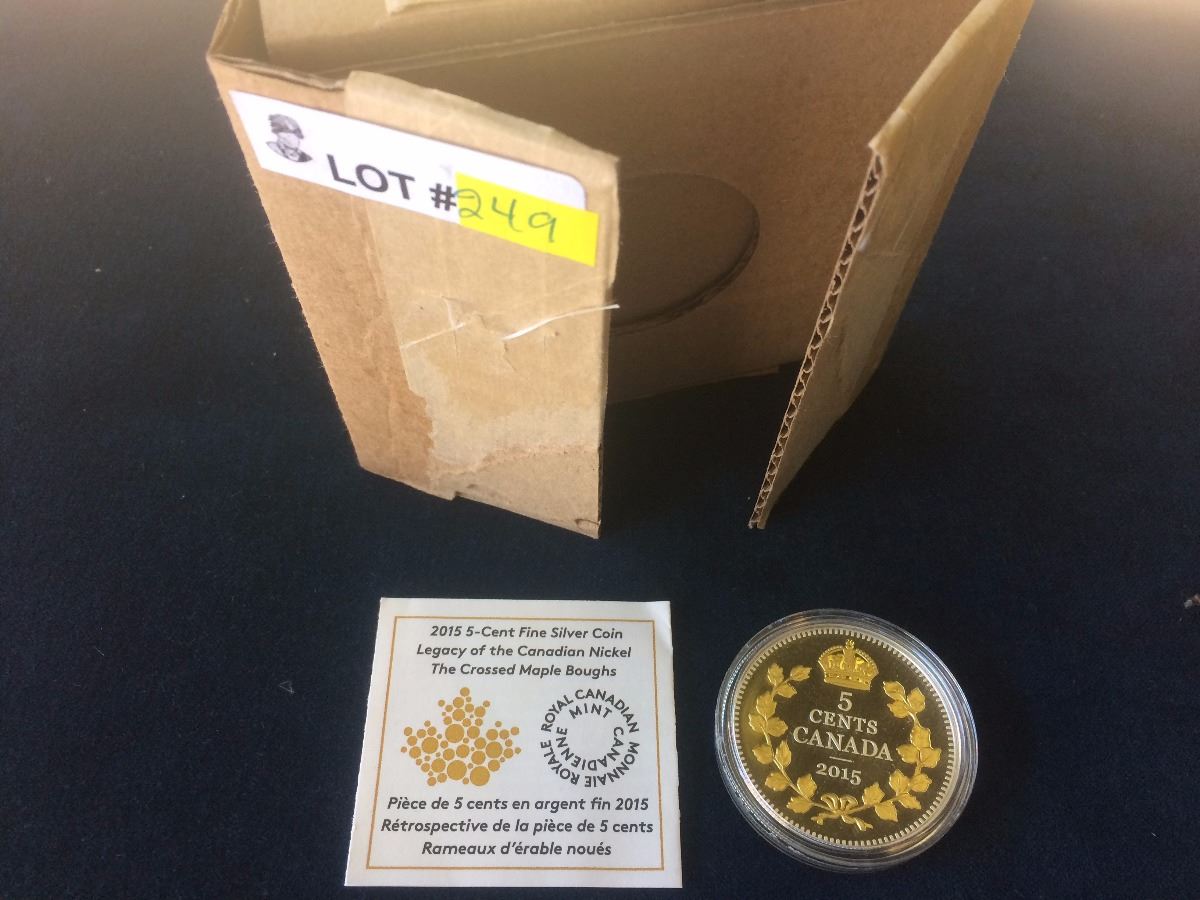 LOT #249
2015 5-Cent Fine Silver Coin
Legacy of the Canadian Nickel
The Crossed Maple Boughs
ROYAL CANADIAN MINT
MONNAIE ROYALE CANADIENNE
Pièce de 5 cents en argent fin 2015
Rétrospective de la pièce de 5 cents
Rameaux d'érable noués
5
CENTS
CANADA
2015